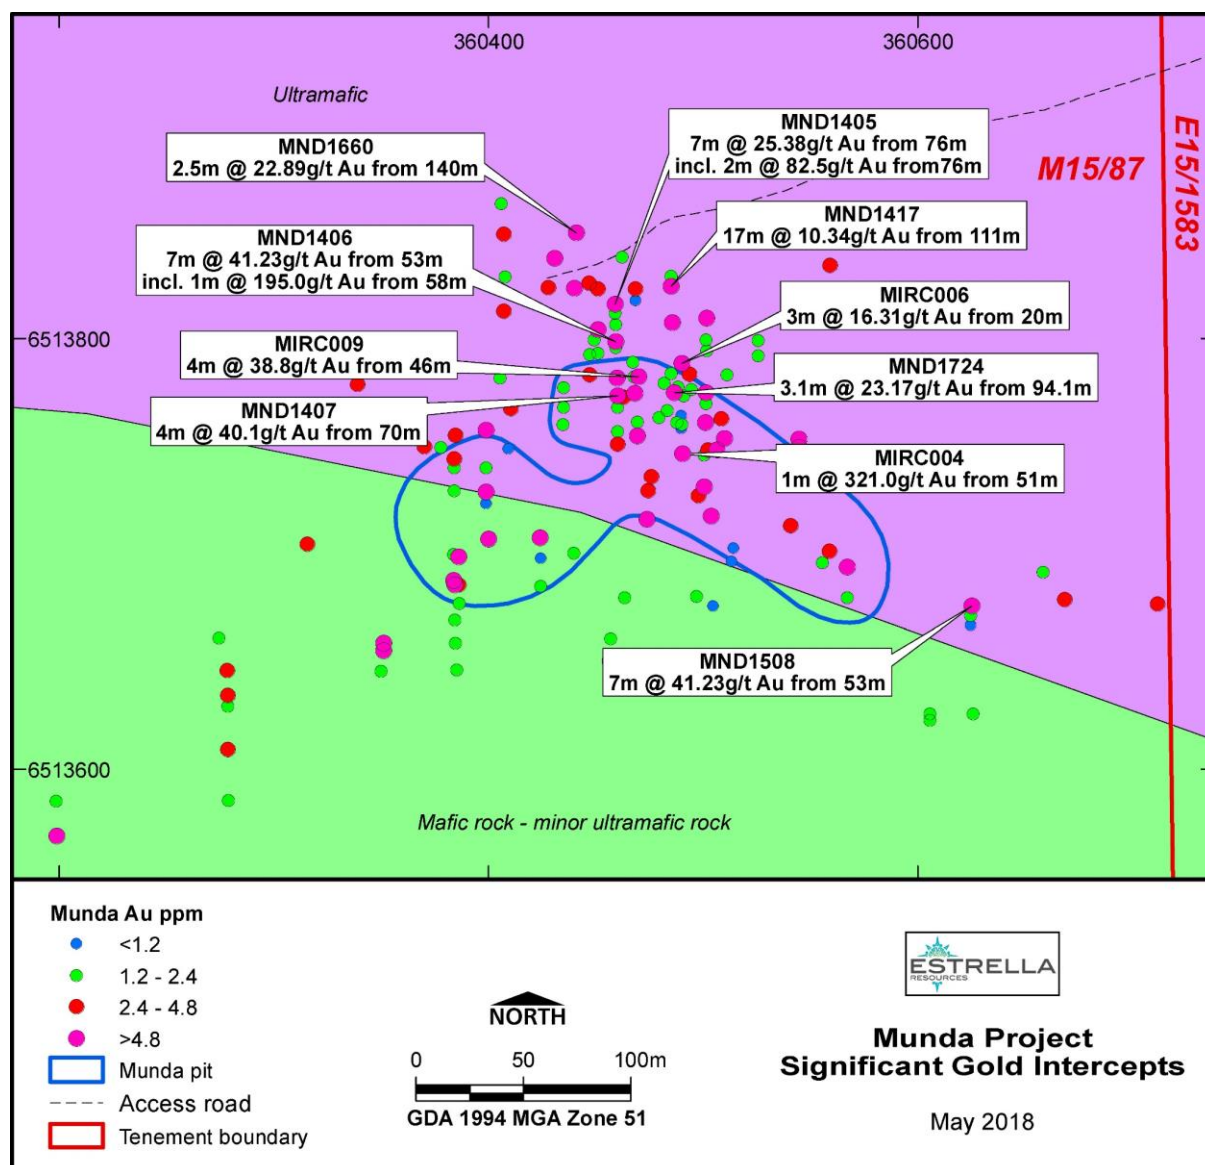 360400
360600
Ultramafic
MND1660
2.5m @ 22.89g/t Au from 140m
MND1405
7m @ 25.38g/t Au from 76m
incl. 2m @ 82.5g/t Au from76m
M15/87
E15/1583
MND1406
7m @ 41.23g/t Au from 53m
incl. 1m @ 195.0g/t Au from 58m
MND1417
17m @ 10.34g/t Au from 111m
MIRC006
3m @ 16.31g/t Au from 20m
6513800
MIRC009
4m @ 38.8g/t Au from 46m
MND1724
3.1m @ 23.17g/t Au from 94.1m
MND1407
4m @ 40.1g/t Au from 70m
MIRC004
1m @ 321.0g/t Au from 51m
MND1508
7m @ 41.23g/t Au from 53m
6513600
Mafic rock - minor ultramafic rock
Munda Au ppm
<1.2
1.2 - 2.4
2.4 - 4.8
>4.8
Munda pit
Access road
Tenement boundary
NORTH
0 50 100m
GDA 1994 MGA Zone 51
ESTRELLA
RESOURCES
Munda Project
Significant Gold Intercepts
May 2018